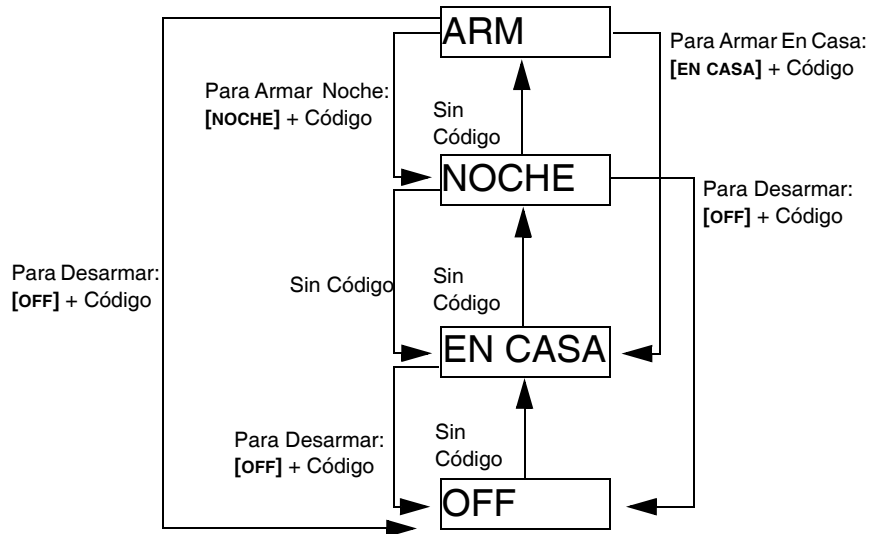 ARM
Para Armar En Casa:
[EN CASA] + Código
Para Armar Noche:
[NOCHE] + Código
Sin
Código
NOCHE
Para Desarmar:
[OFF] + Código
Para Desarmar:
[OFF] + Código
Sin Código
Sin
Código
EN CASA
Para Desarmar:
[OFF] + Código
Sin
Código
OFF